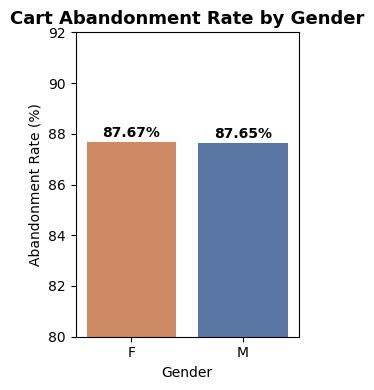 Cart Abandonment Rate by Gender
92
90
88
86
84
82
80
Abandonment Rate (%)
87.67%
87.65%
F
M
Gender